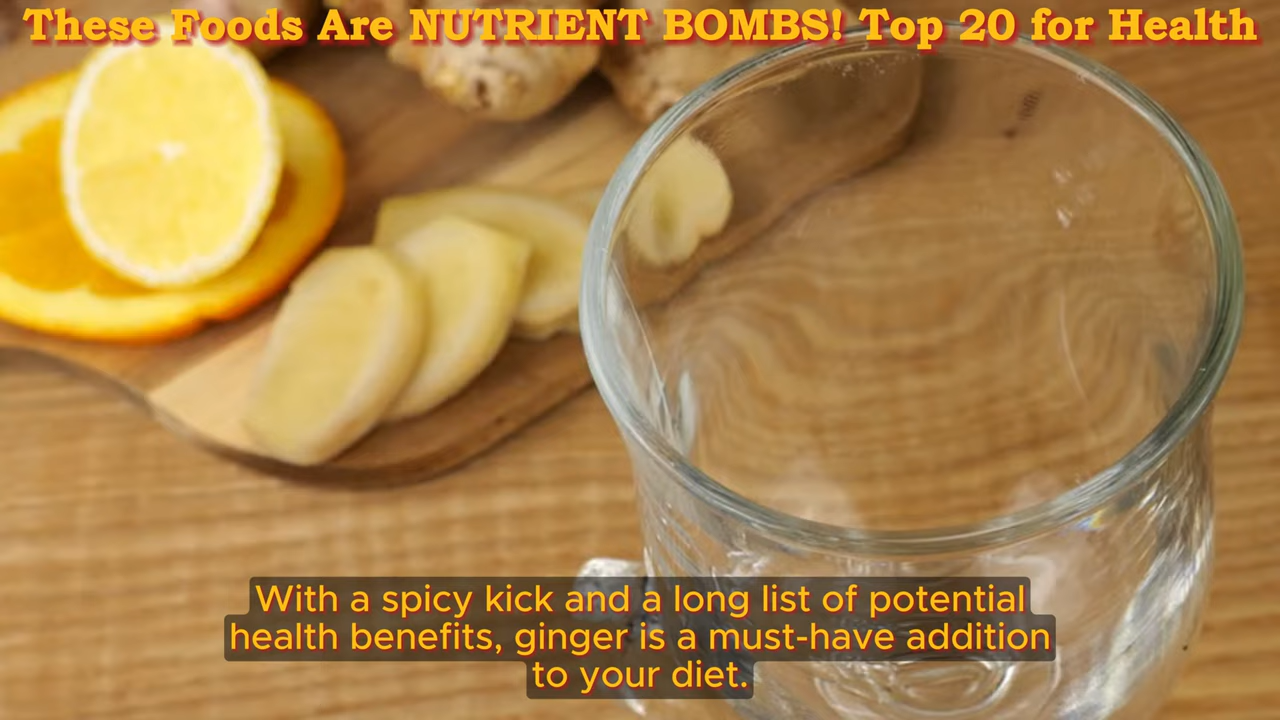 These Foods Are NUTRIENT BOMBS! Top 20 for Health
With a spicy kick and a long list of potential
health benefits, ginger is a must-have addition
to your diet.